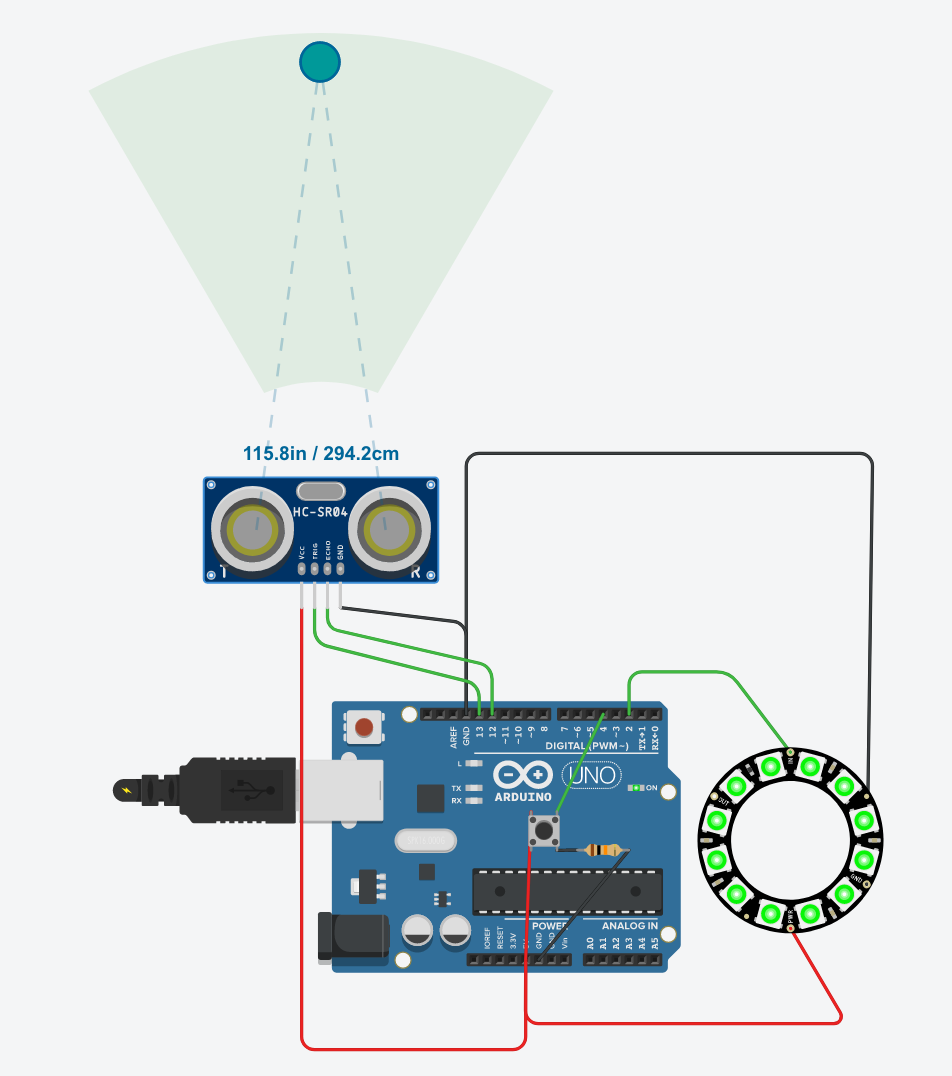 115.8in / 294.2cm
HC-SR04
VCC
TRIG
ECHO
GND
T
R
AREF
GND
13
12
~11
~10
~9
8
7
~6
~5
4
~3
2
TX→1
RX←0
DIGITAL (PWM~)
L
TX
RX
ARDUINO
UNO
ON
IN
OUT
GND
PWR
POWER
ANALOG IN
IOREF
RESET
3.3V
GND
Vin
A0
A1
A2
A3
A4
A5